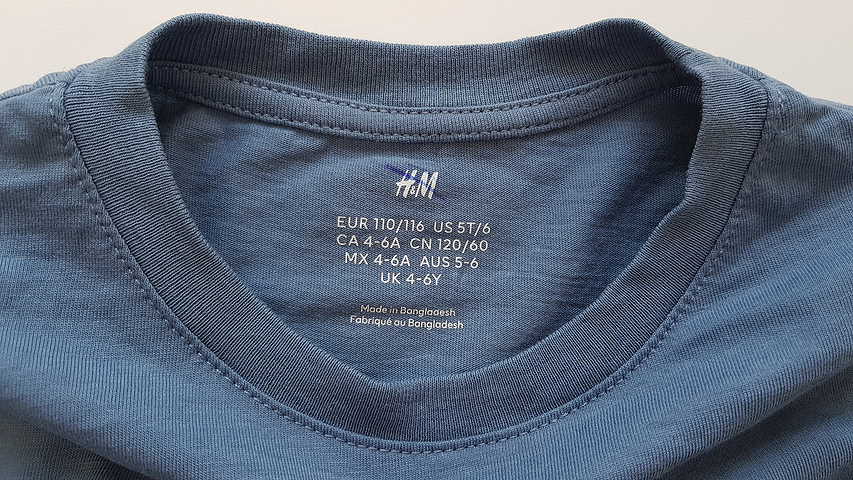 H&M
EUR 110/116 US 5T/6
CA 4-6A CN 120/60
MX 4-6A AUS 5-6
UK 4-6Y
Made in Bangladesh
Fabriqué au Bangladesh